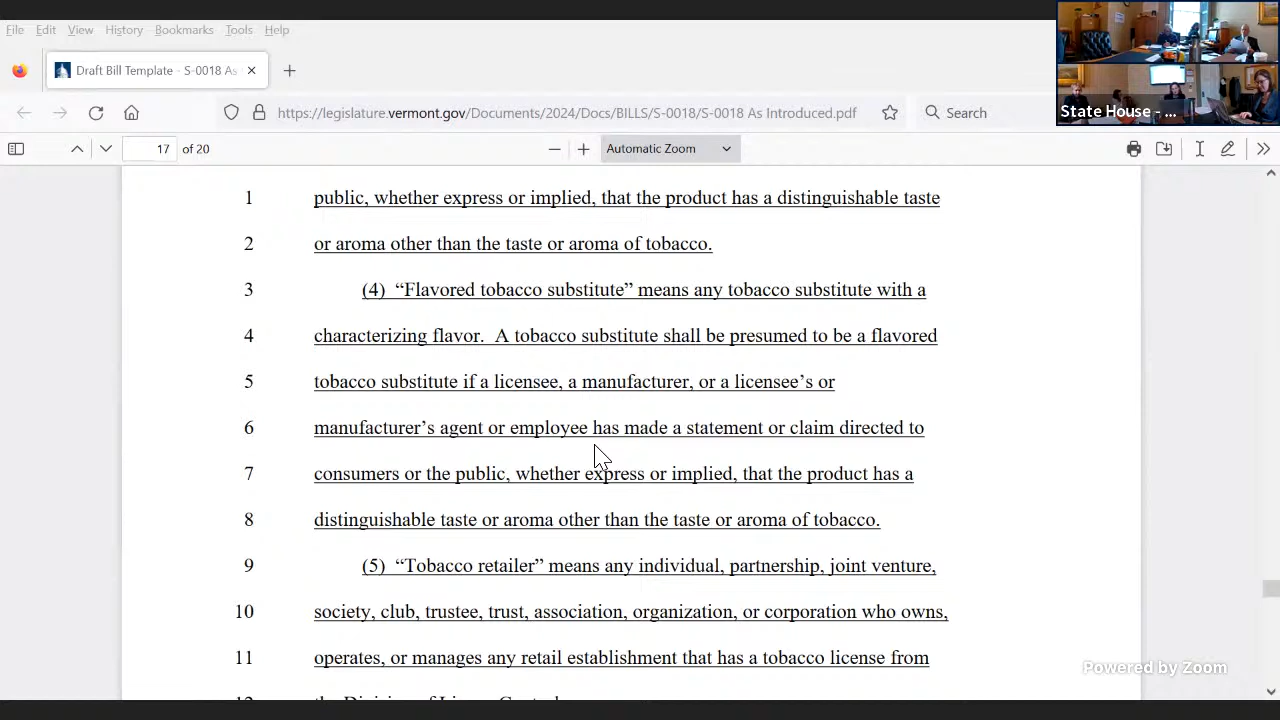 File Edit View History Bookmarks Tools Help
Draft Bill Template - S-0018 As
https://legislature.vermont.gov/Documents/2024/Docs/BILLS/S-0018/S-0018 As Introduced.pdf
Search
17 of 20
Automatic Zoom
State House - ...
1 public, whether express or implied, that the product has a distinguishable taste
2 or aroma other than the taste or aroma of tobacco.
3 (4) “Flavored tobacco substitute” means any tobacco substitute with a
4 characterizing flavor. A tobacco substitute shall be presumed to be a flavored
5 tobacco substitute if a licensee, a manufacturer, or a licensee’s or
6 manufacturer’s agent or employee has made a statement or claim directed to
7 consumers or the public, whether express or implied, that the product has a
8 distinguishable taste or aroma other than the taste or aroma of tobacco.
9 (5) “Tobacco retailer” means any individual, partnership, joint venture,
10 society, club, trustee, trust, association, organization, or corporation who owns,
11 operates, or manages any retail establishment that has a tobacco license from
Powered by Zoom